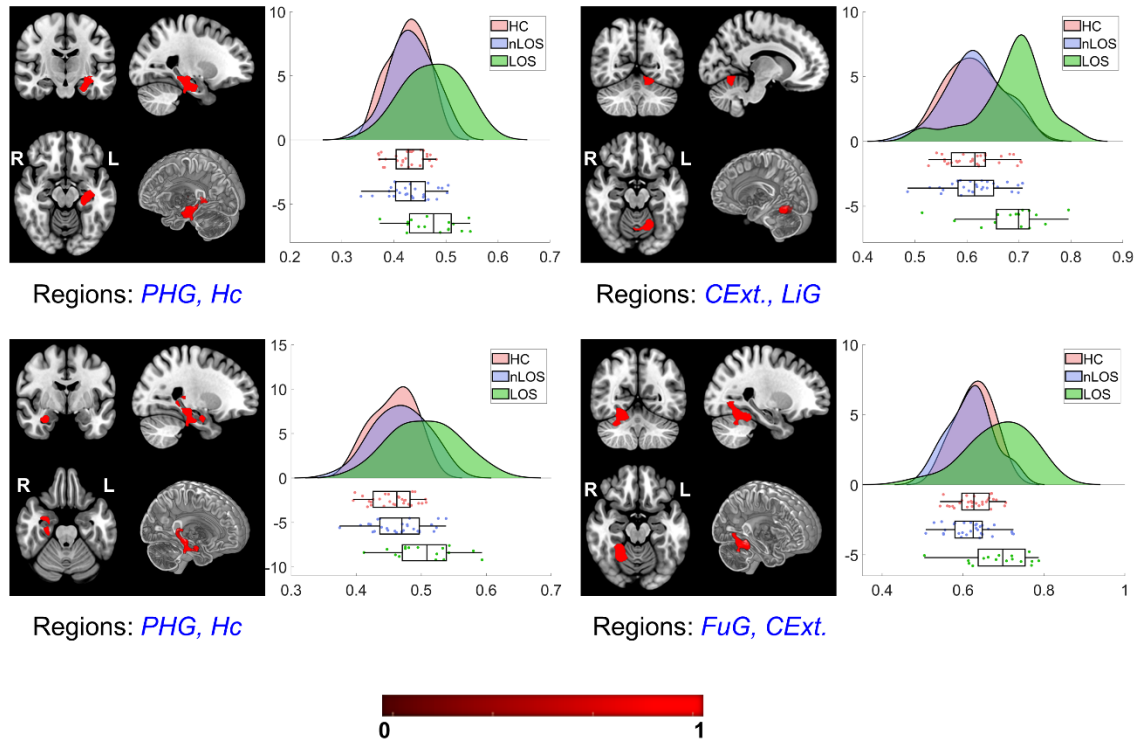 10
5
0
-5
HC
nLOS
LOS
R
L
0.2
0.3
0.4
0.5
0.6
0.7
Regions: PHG, Hc
10
5
0
-5
HC
nLOS
LOS
R
L
0.4
0.5
0.6
0.7
0.8
0.9
Regions: CExt., LiG
15
10
5
0
-5
-10
HC
nLOS
LOS
R
L
0.3
0.4
0.5
0.6
0.7
Regions: PHG, Hc
10
5
0
-5
HC
nLOS
LOS
R
L
0.4
0.6
0.8
1
Regions: FuG, CExt.
0
1